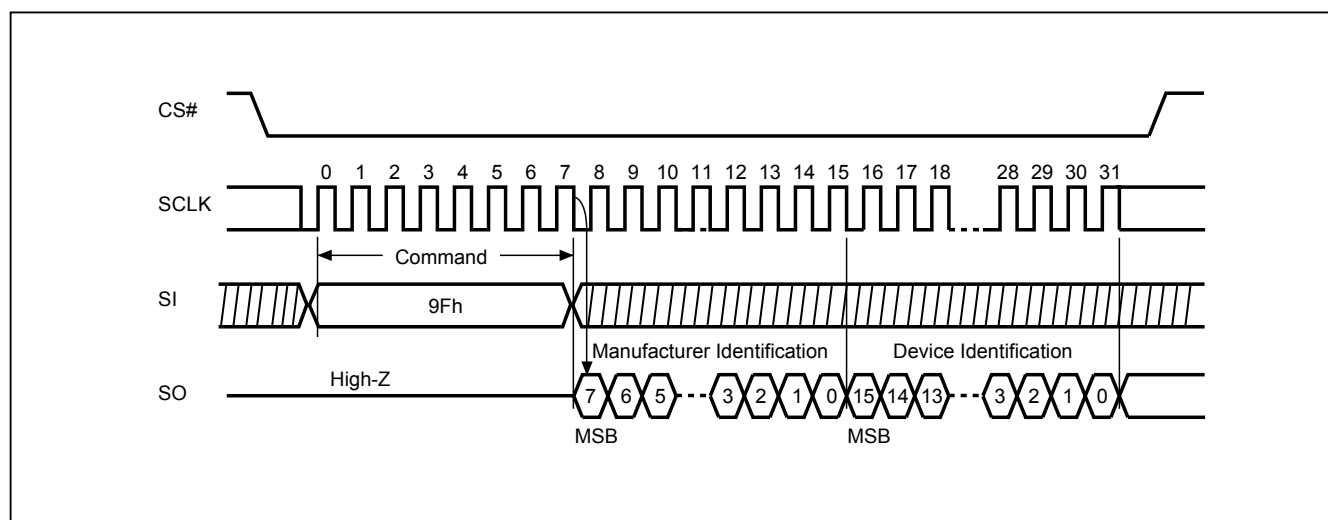 CS#
0 1 2 3 4 5 6 7 8 9 10 11 12 13 14 15 16 17 18 28 29 30 31
SCLK
Command
SI
9Fh
Manufacturer Identification Device Identification
High-Z
SO
7 6 5 3 2 1 0 15 14 13 3 2 1 0
MSB MSB